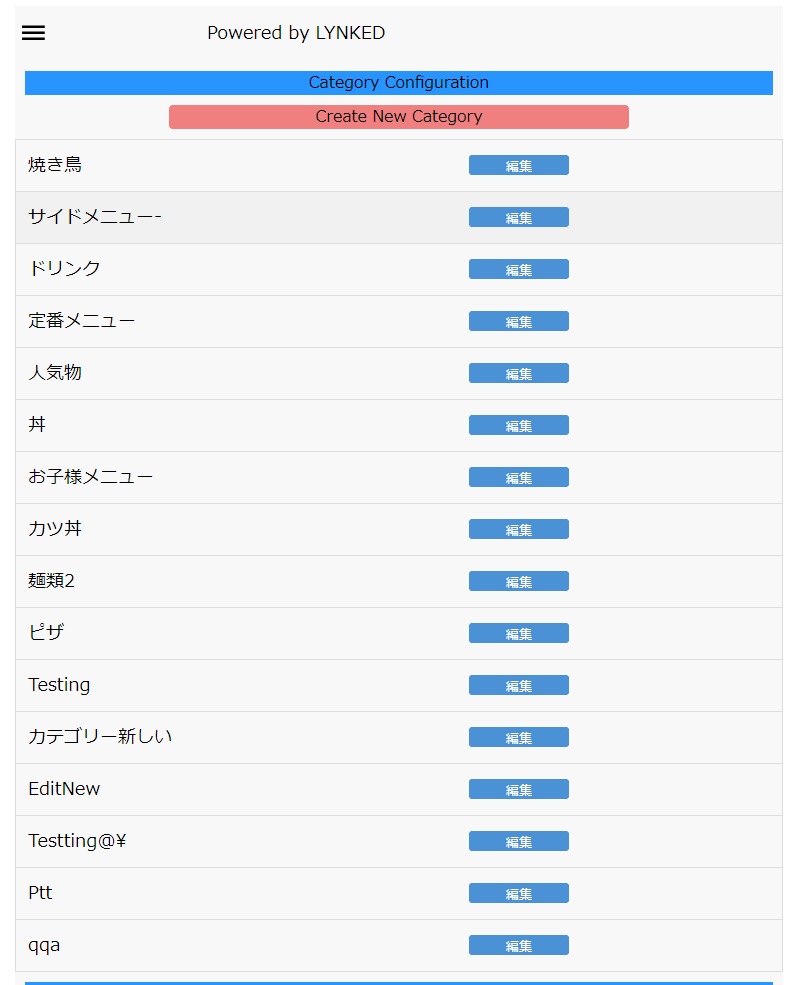 Powered by LYNKED
Category Configuration
Create New Category
焼き鳥 編集
サイドメニュー- 編集
ドリンク 編集
定番メニュー 編集
人気物 編集
丼 編集
お子様メニュー 編集
カツ丼 編集
麺類2 編集
ピザ 編集
Testing 編集
カテゴリー新しい 編集
EditNew 編集
Testting@¥ 編集
Ptt 編集
qqa 編集